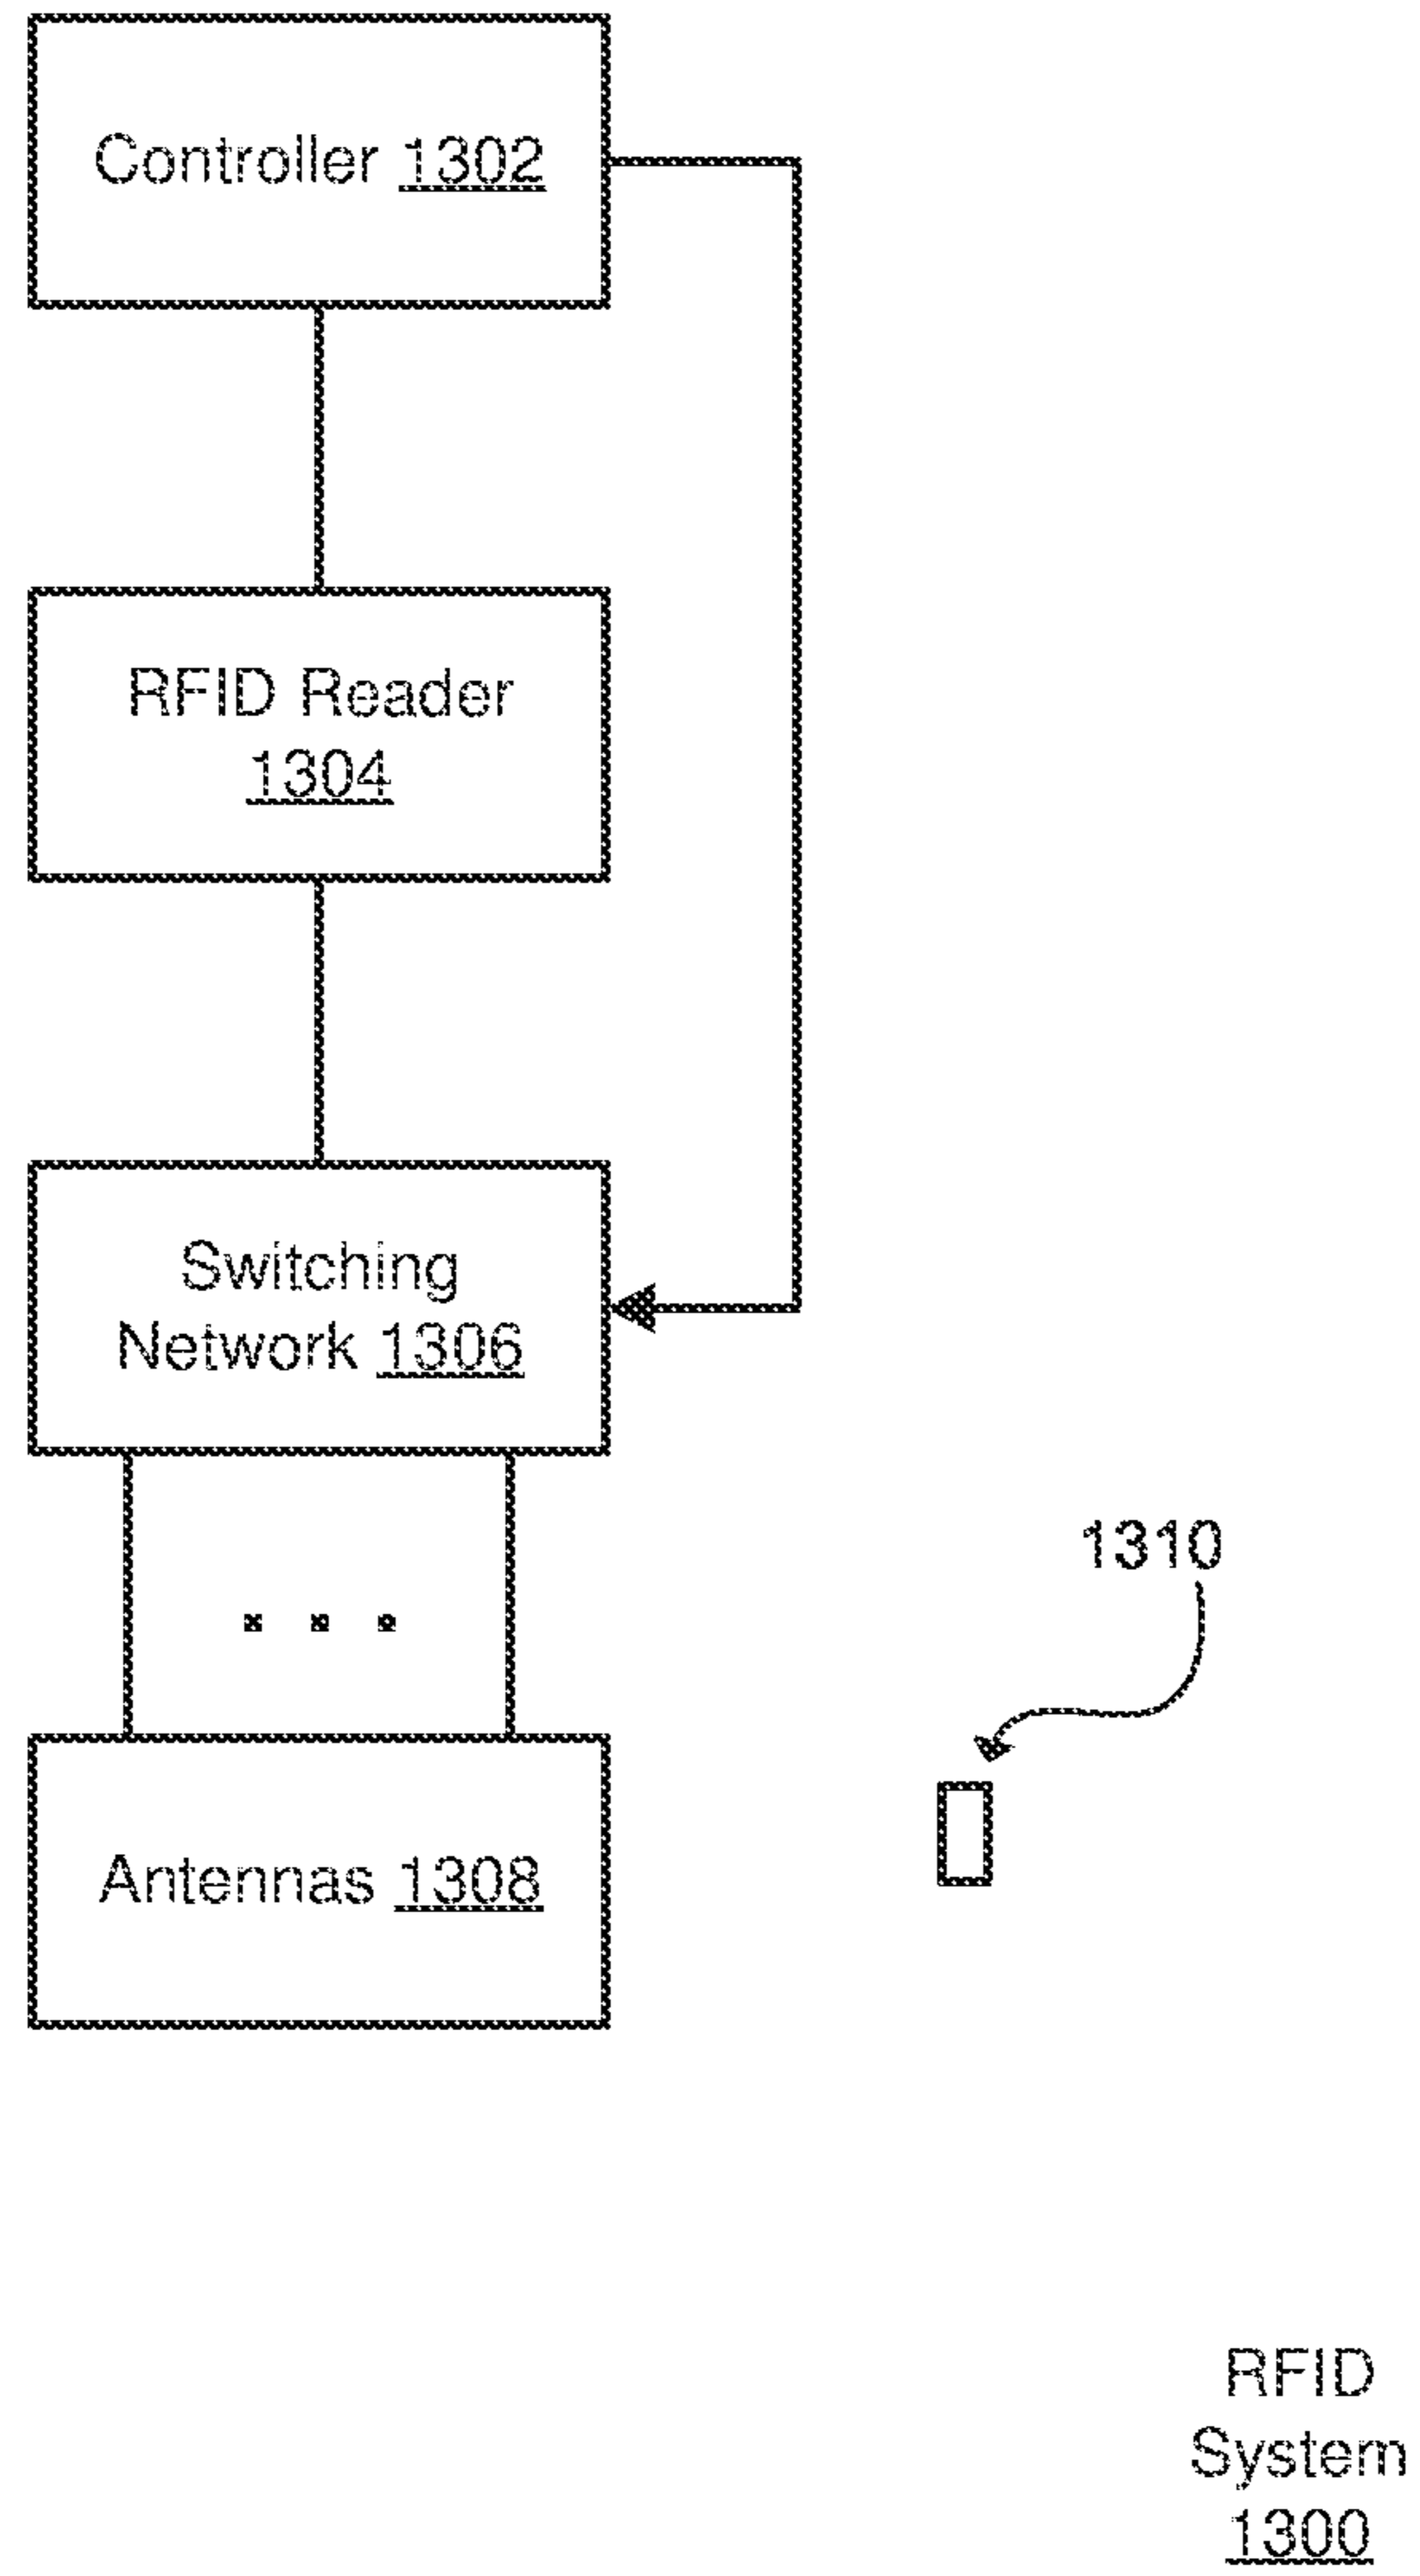 Controller 1302
RFID Reader
1304
Switching
Network 1306
. . .
1310
Antennas 1308
RFID
System
1300